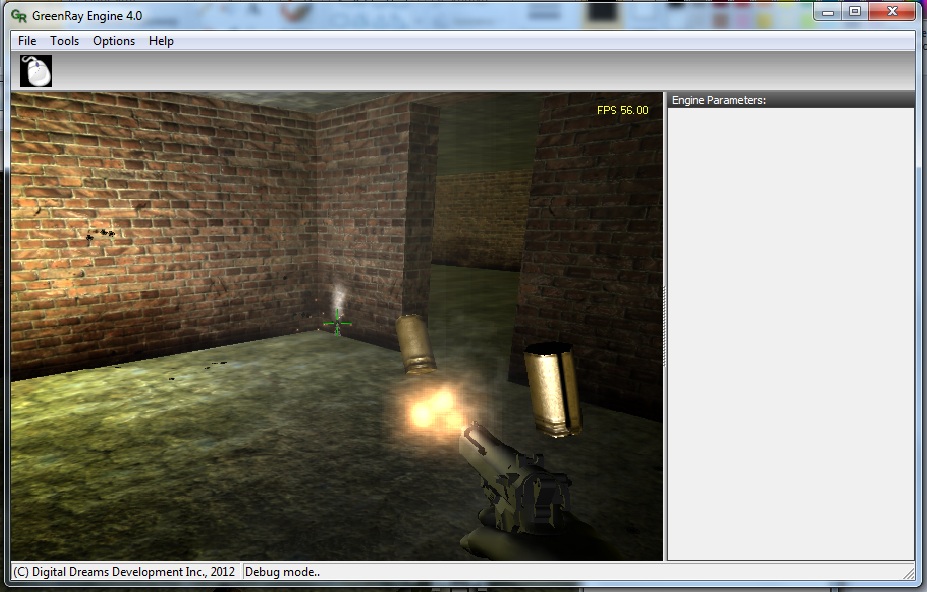 GR GreenRay Engine 4.0
File Tools Options Help
FPS 56.00
Engine Parameters:
(C) Digital Dreams Development Inc., 2012 Debug mode..